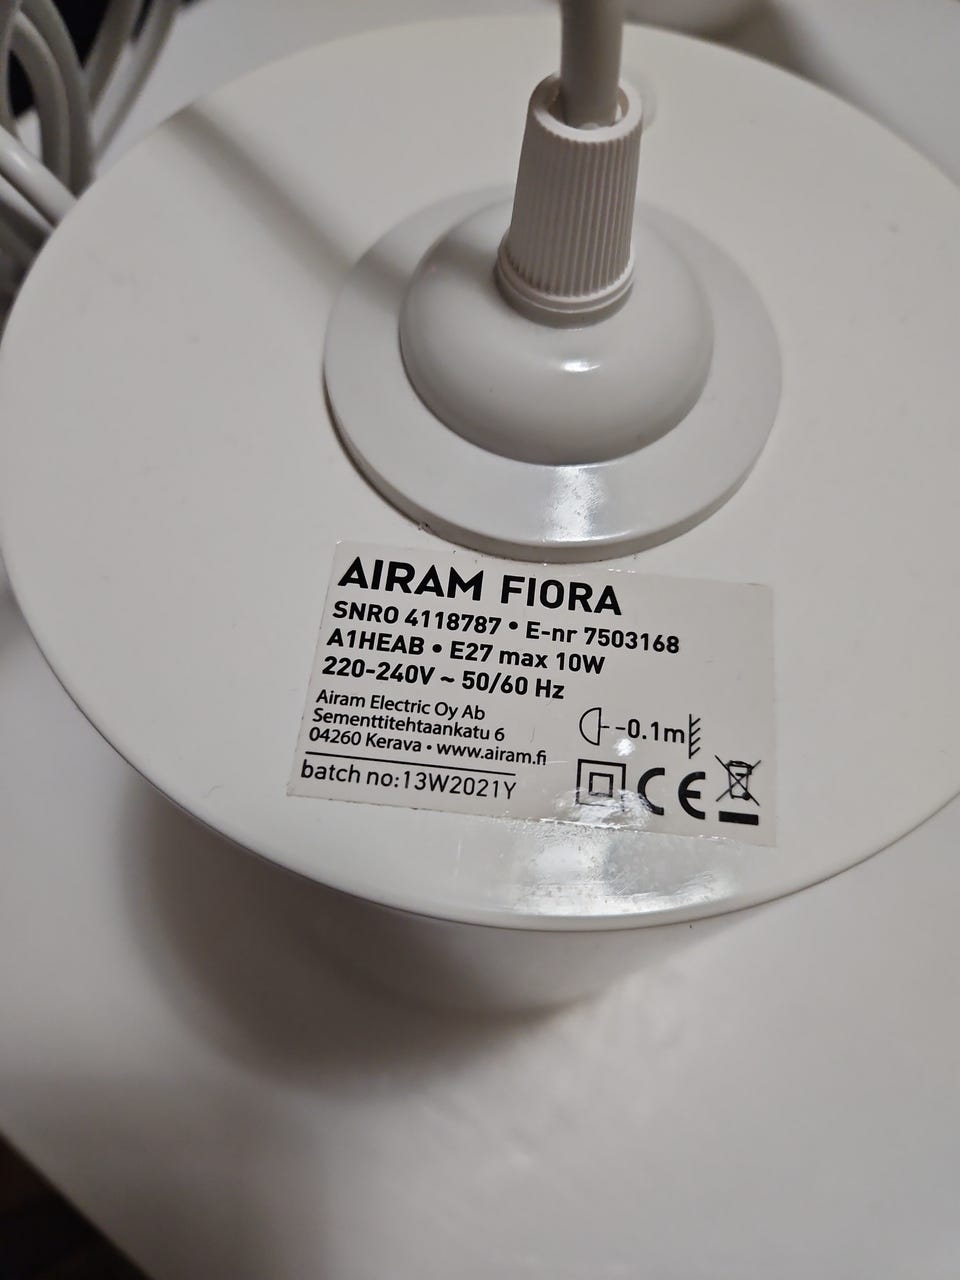 AIRAM FIORA
SNRO 4118787 • E-nr 7503168
A1HEAB • E27 max 10W
220-240V ~ 50/60 Hz
Airam Electric Oy Ab
Sementtitehtaankatu 6
04260 Kerava • www.airam.fi
-0.1m
batch no:13W2021Y
CE